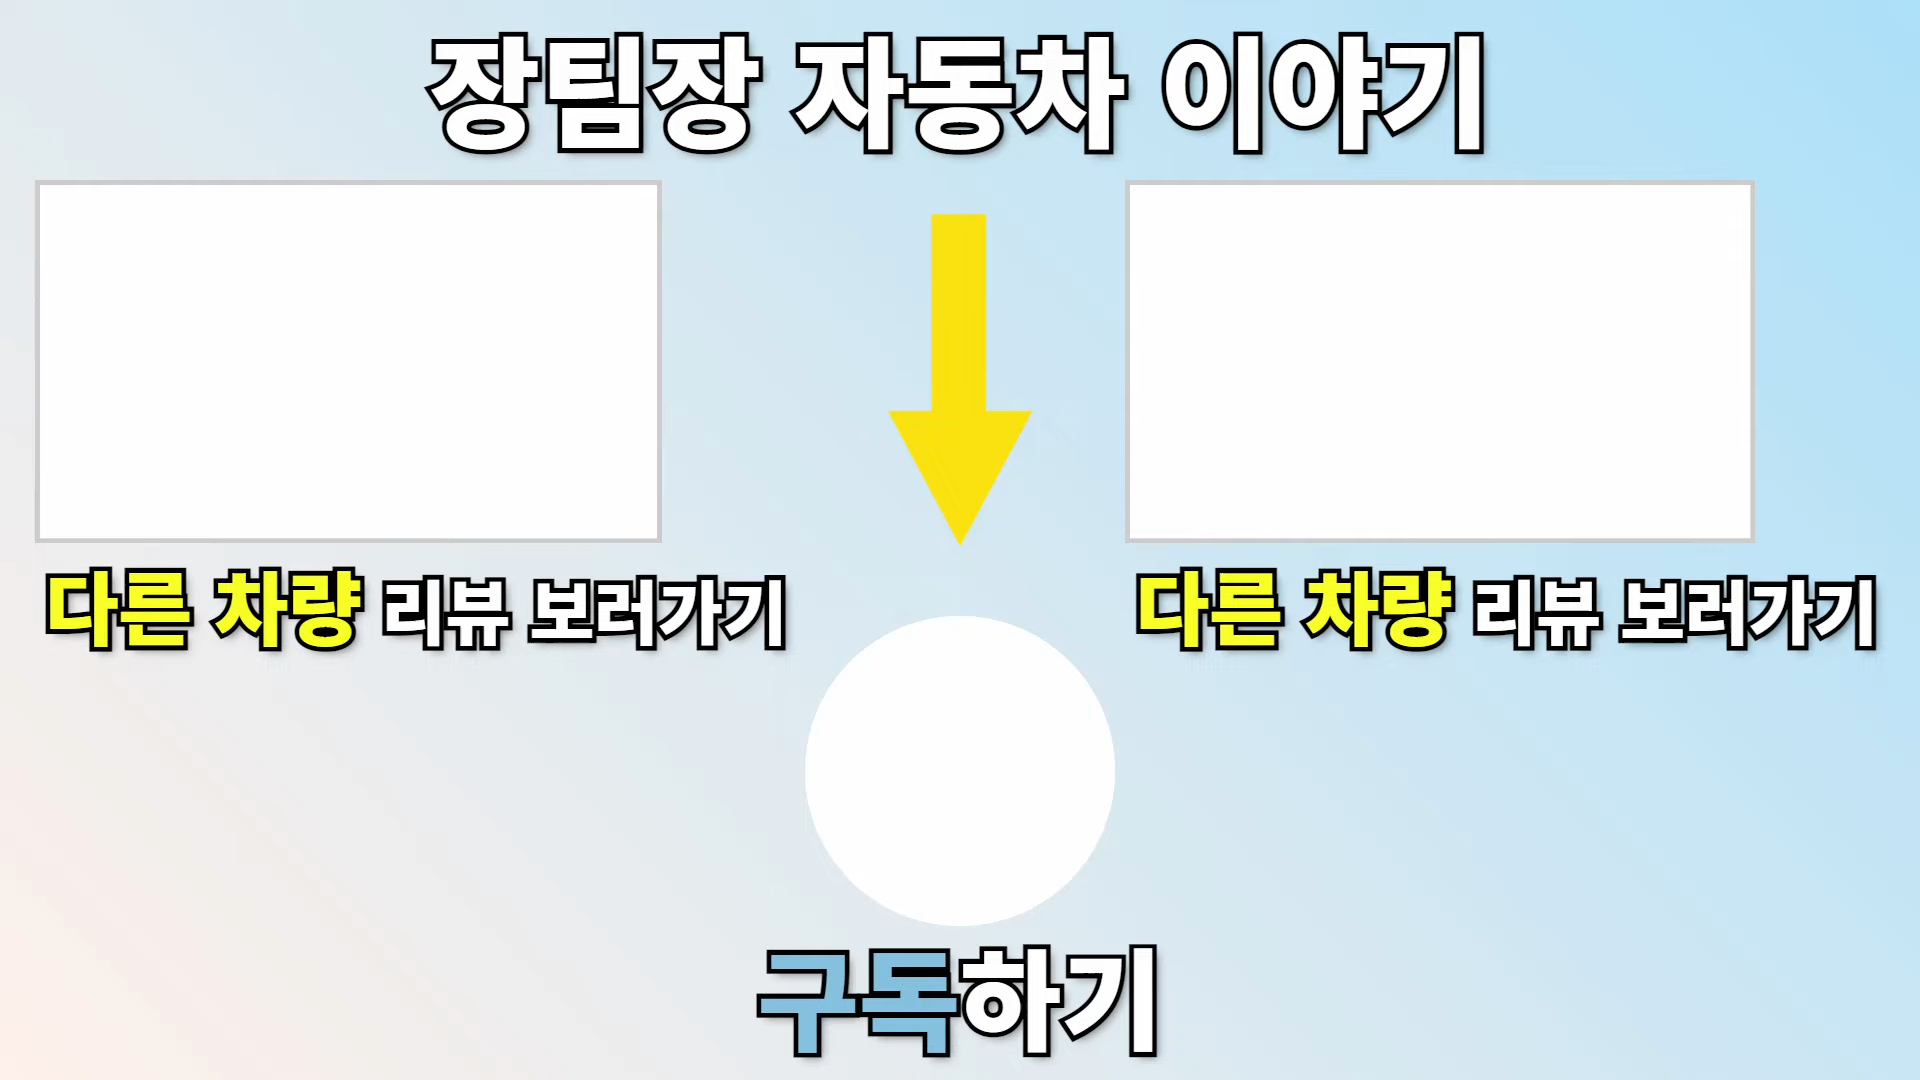 장팀장 자동차 이야기
다른 차량 리뷰 보러가기
다른 차량 리뷰 보러가기
구독하기